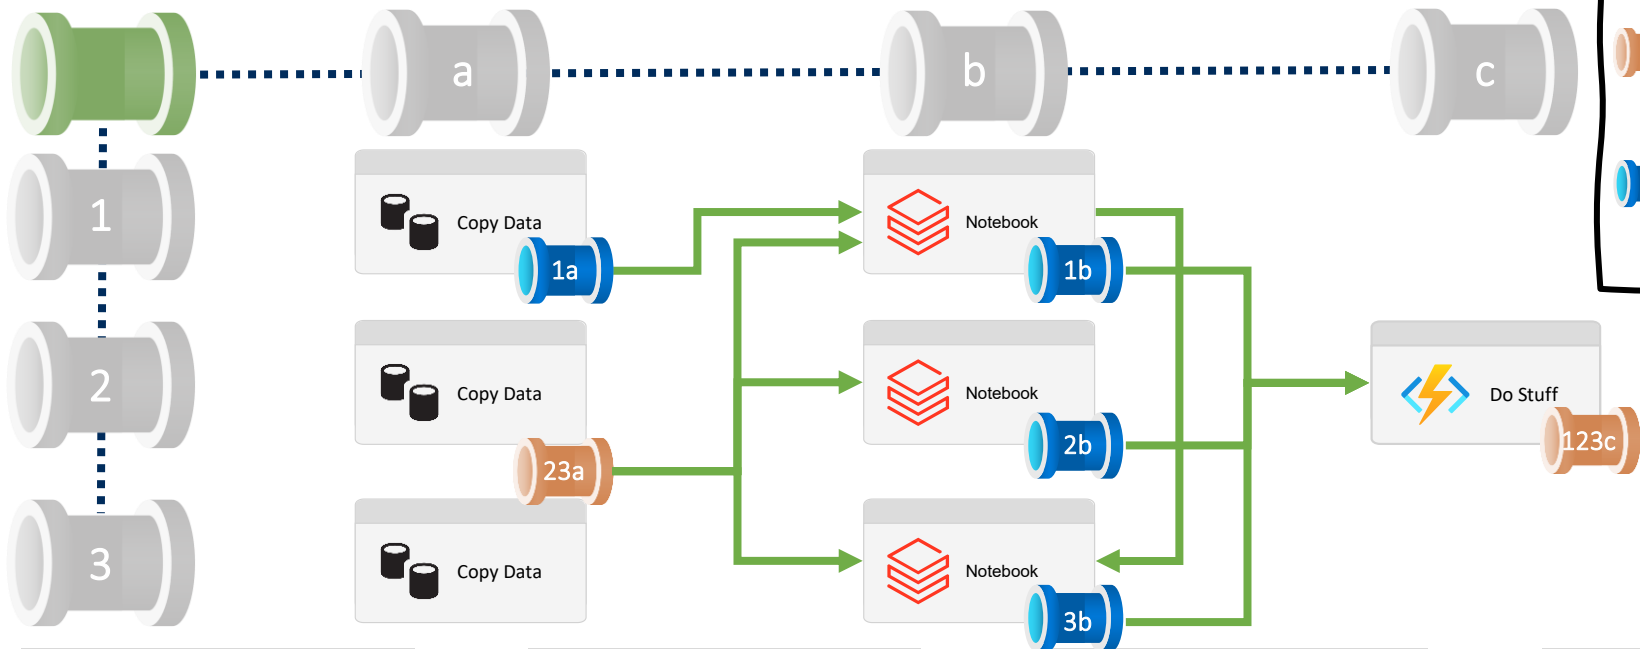 a
b
c
1
Copy Data
1a
Notebook
1b
2
Copy Data
23a
Notebook
2b
Do Stuff
123c
3
Copy Data
Notebook
3b